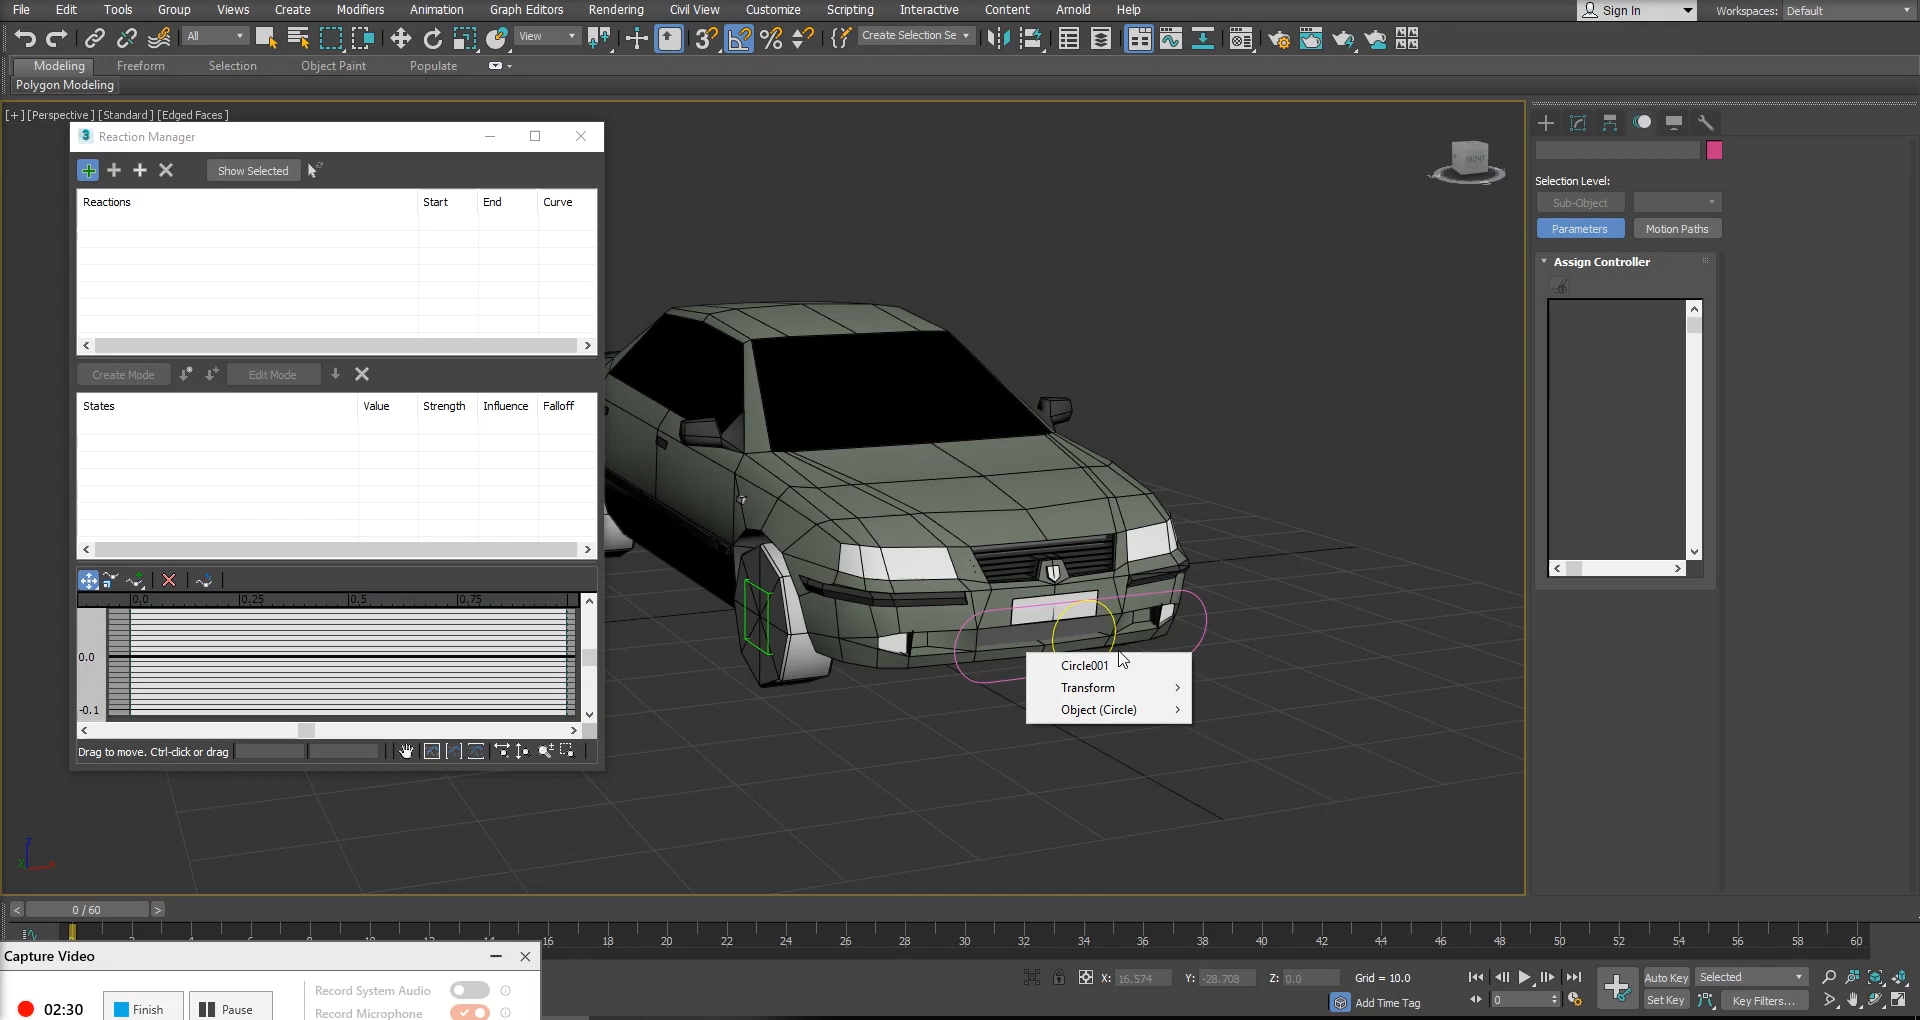 File Edit Tools Group Views Create Modifiers Animation Graph Editors Rendering Civil View Customize Scripting Interactive Content Arnold Help
Sign In Workspaces: Default
All View Create Selection Se
Modeling Freeform Selection Object Paint Populate
Polygon Modeling
[+] [Perspective] [Standard] [Edged Faces]
Reaction Manager
Show Selected
Reactions Start End Curve
Create Mode Edit Mode
States Value Strength Influence Falloff
0.0 0.25 0.5 0.75
0.0
-0.1
Drag to move. Ctrl-click or drag
Circle001
Transform
Object (Circle)
Selection Level:
Sub-Object
Parameters Motion Paths
Assign Controller
0 / 60
16 18 20 22 24 26 28 30 32 34 36 38 40 42 44 46 48 50 52 54 56 58 60
Capture Video
Record System Audio
02:30 Finish Pause
Record Microphone
X: 16.574 Y: -28.708 Z: 0.0 Grid = 10.0
Add Time Tag
Auto Key Selected
0 Set Key Key Filters...